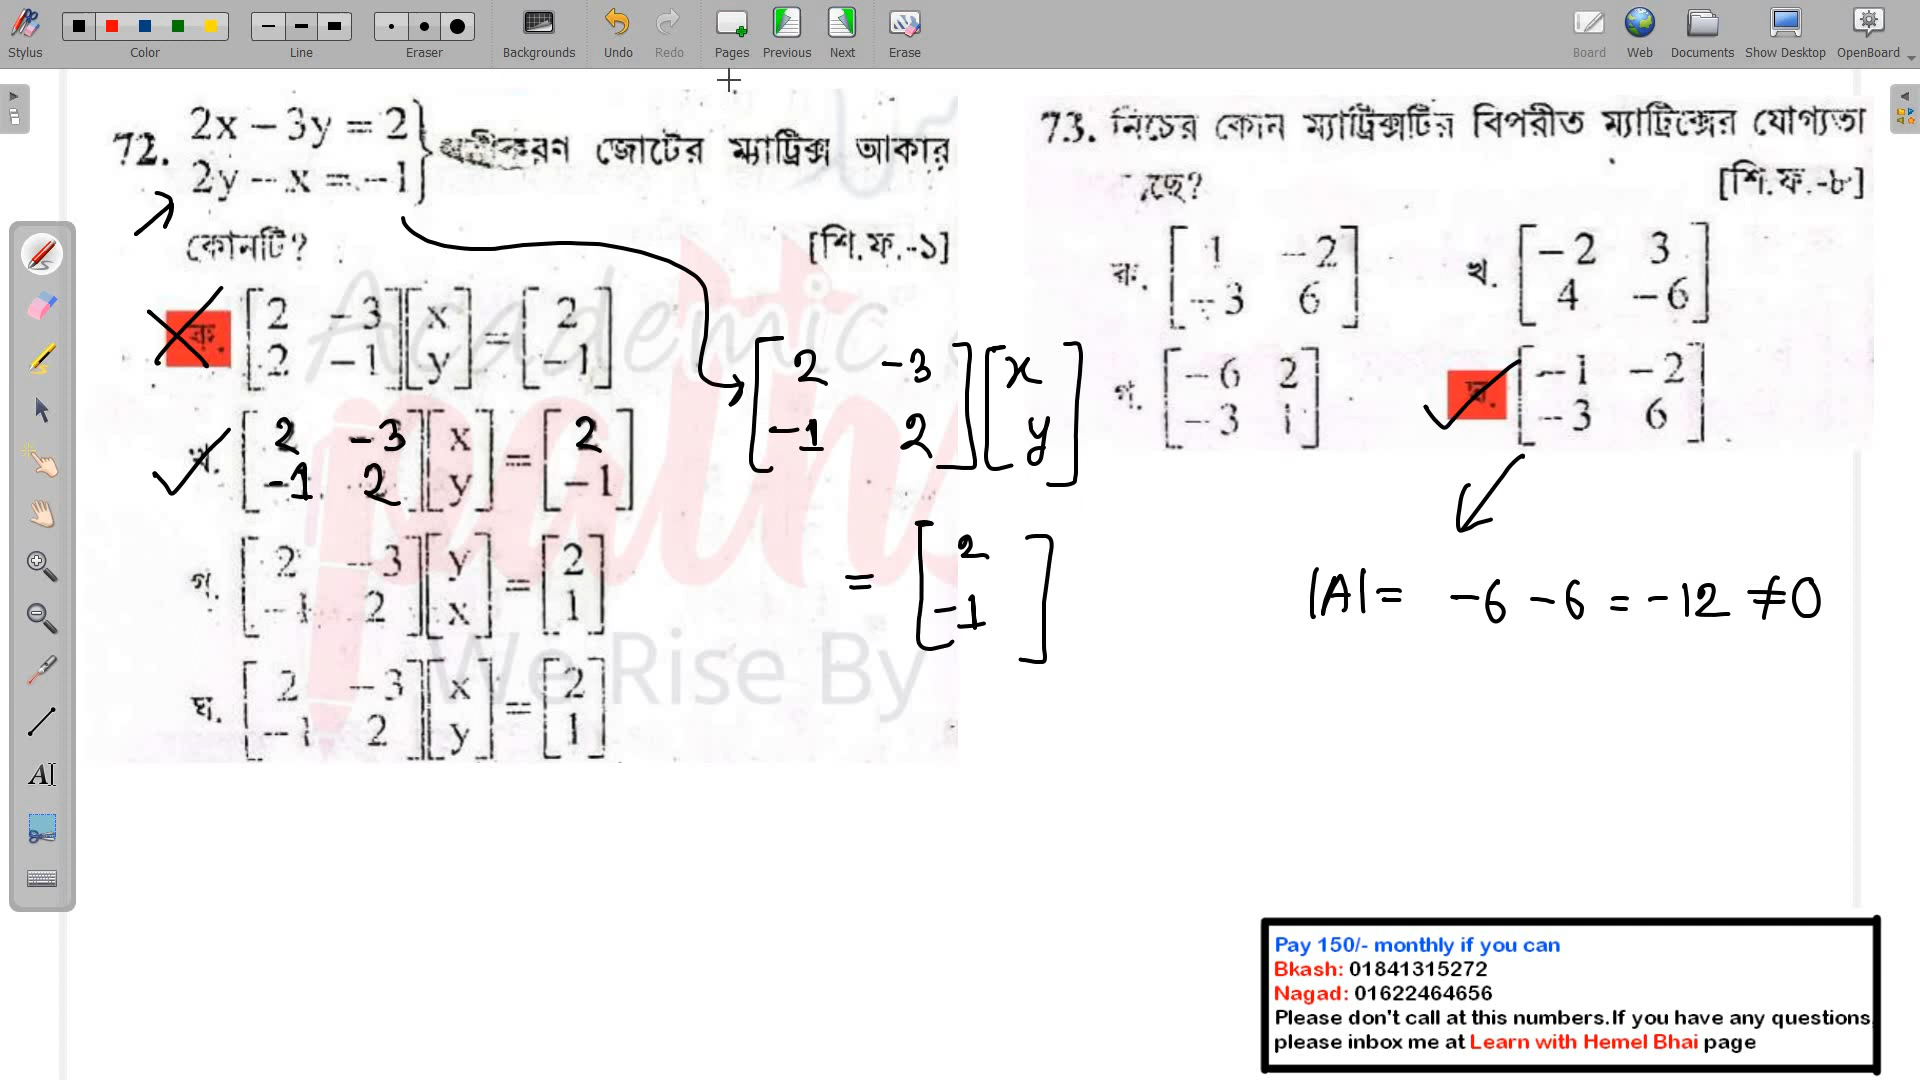 Stylus Color Line Eraser Backgrounds Undo Redo Pages Previous Next Erase Board Web Documents Show Desktop OpenBoard
72. 2x – 3y = 2
2y – x = –1 } জোটের ম্যাট্রিক্স আকার
কোনটি? [শি.ফ.-১]
ক. [2 –3 2 –1][x y] = [2 –1]
খ. [2 –3 –1 2][x y] = [2 –1]
গ. [2 –3 –1 2][y x] = [2 1]
ঘ. [2 –3 –1 2][x y] = [2 1]
[2 –3 –1 2][x y]
= [2 –1]
Academic
path
We Rise By
73. নিচের কোন ম্যাট্রিক্সটির বিপরীত ম্যাট্রিক্সের যোগ্যতা
ছে? [শি.ফ.-৮]
ক. [1 –2 –3 6] খ. [–2 3 4 –6]
গ. [–6 2 –3 1] ঘ. [–1 –2 –3 6]
|A| = –6 –6 = –12 ≠ 0
Pay 150/- monthly if you can
Bkash: 01841315272
Nagad: 01622464656
Please don't call at this numbers.If you have any questions
please inbox me at Learn with Hemel Bhai page